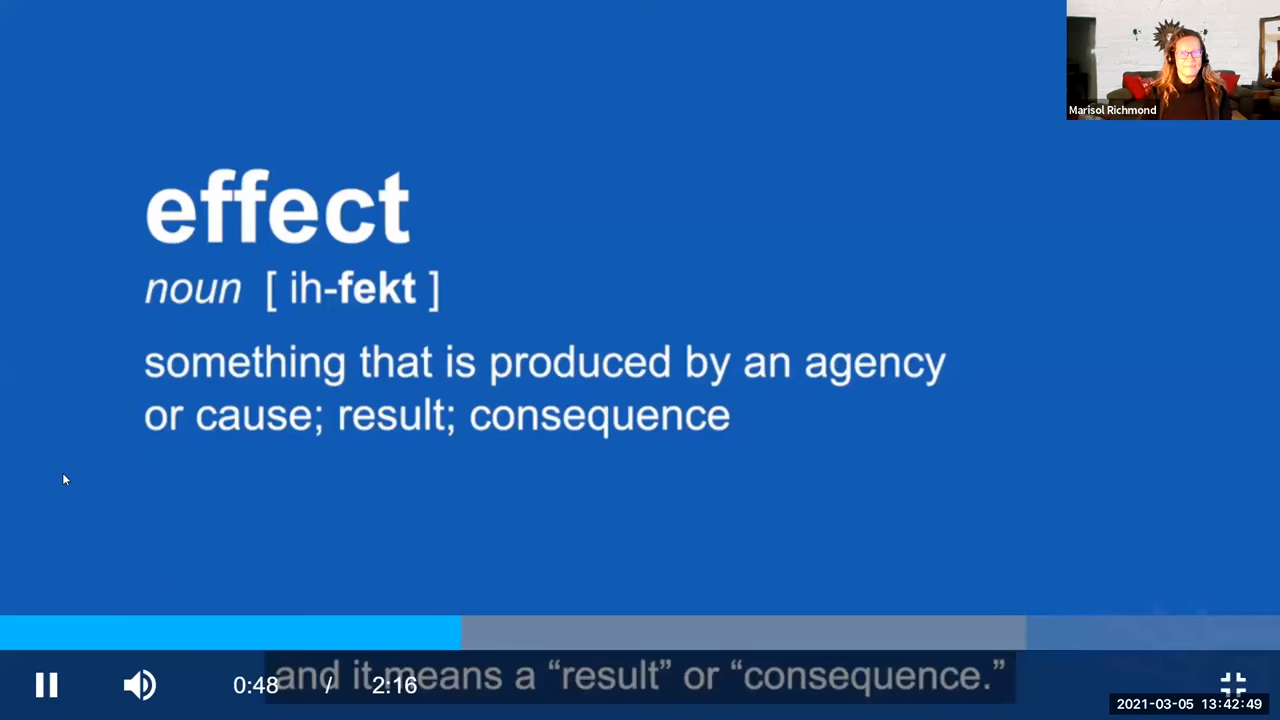 Marisol Richmond
effect
noun [ ih-fekt ]
something that is produced by an agency
or cause; result; consequence
and it means a “result” or “consequence.”
0:48 / 2:16
2021-03-05 13:42:49